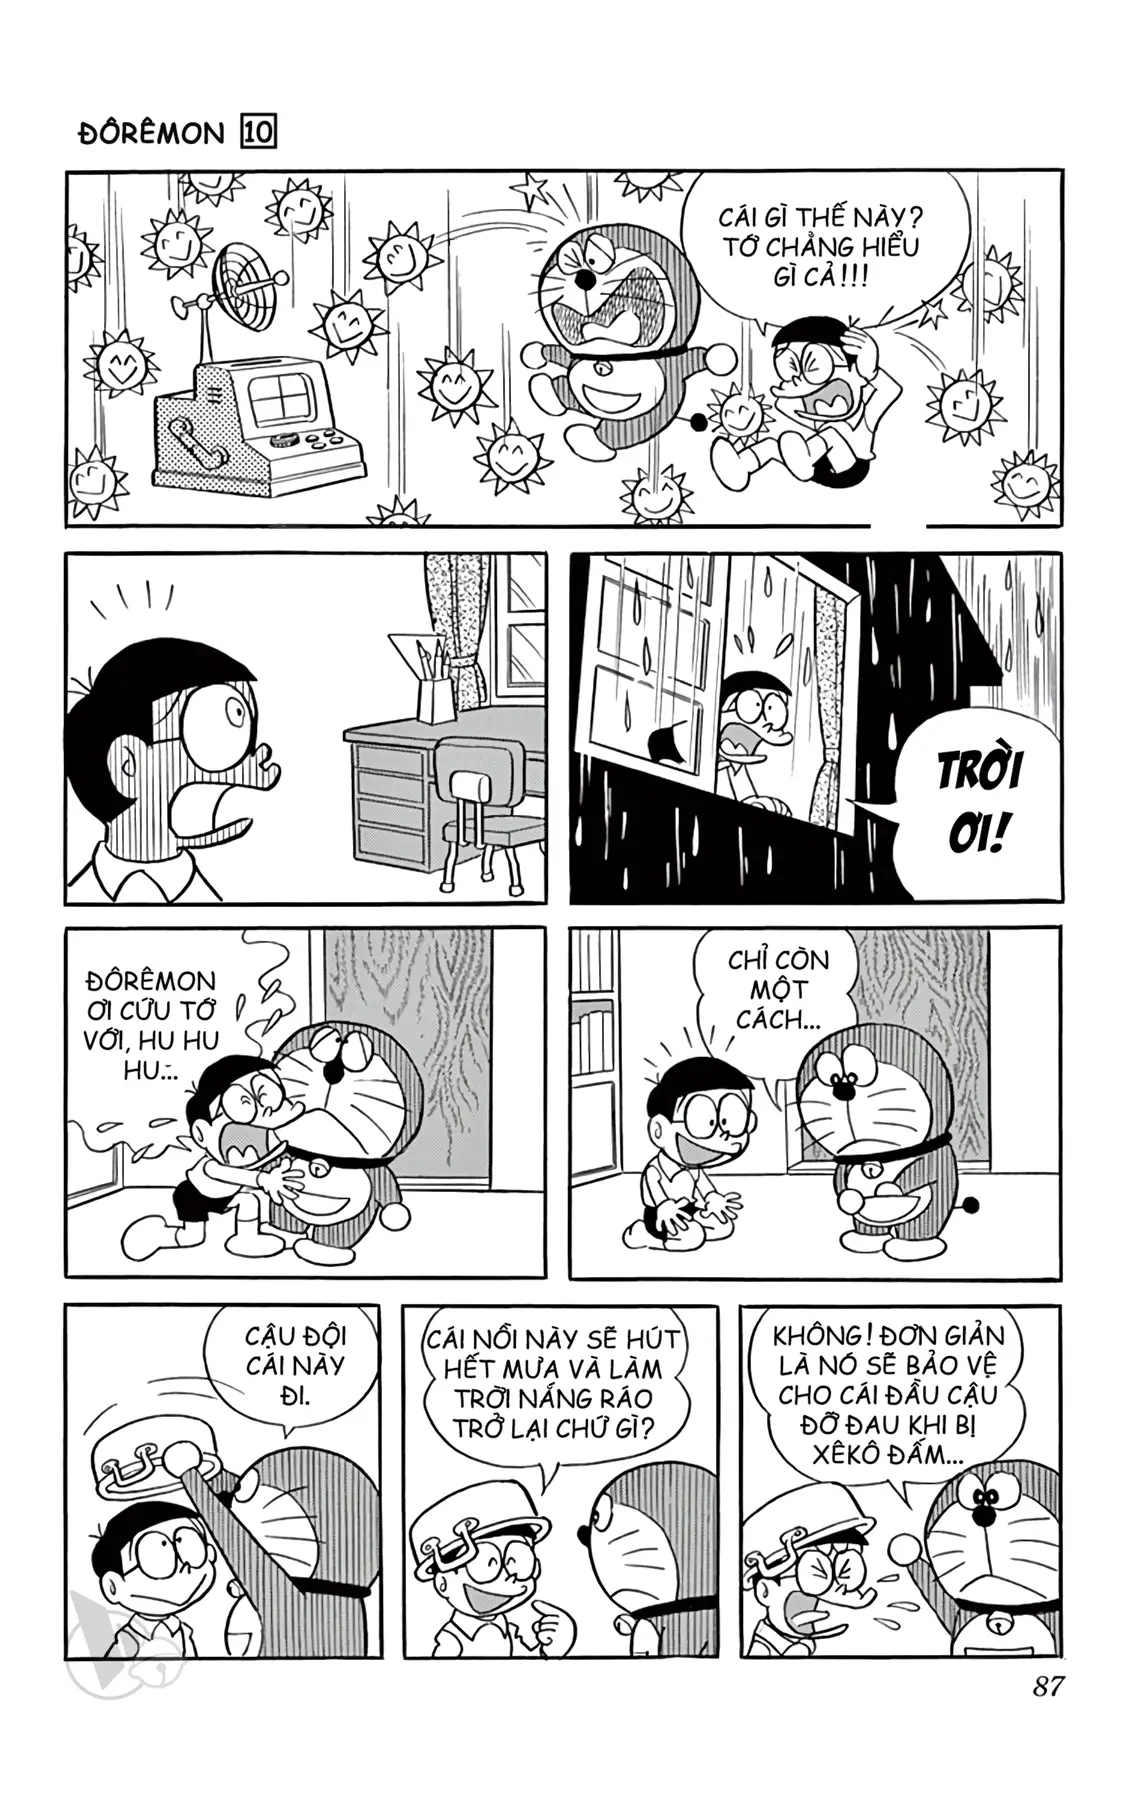 ĐÔRÊMON 10
CÁI GÌ THẾ NÀY?
TỚ CHẲNG HIỂU
GÌ CẢ!!!
TRỜI
ƠI!
ĐÔRÊMON
ƠI CỨU TỚ
VỚI, HU HU
HU...
CHỈ CÒN
MỘT
CÁCH...
CẬU ĐỘI
CÁI NÀY
ĐI.
CÁI NỒI NÀY SẼ HÚT
HẾT MƯA VÀ LÀM
TRỜI NẮNG RÁO
TRỞ LẠI CHỨ GÌ?
KHÔNG! ĐƠN GIẢN
LÀ NÓ SẼ BẢO VỆ
CHO CÁI ĐẦU CẬU
ĐỠ ĐAU KHI BỊ
XÊKÔ ĐẤM...
87